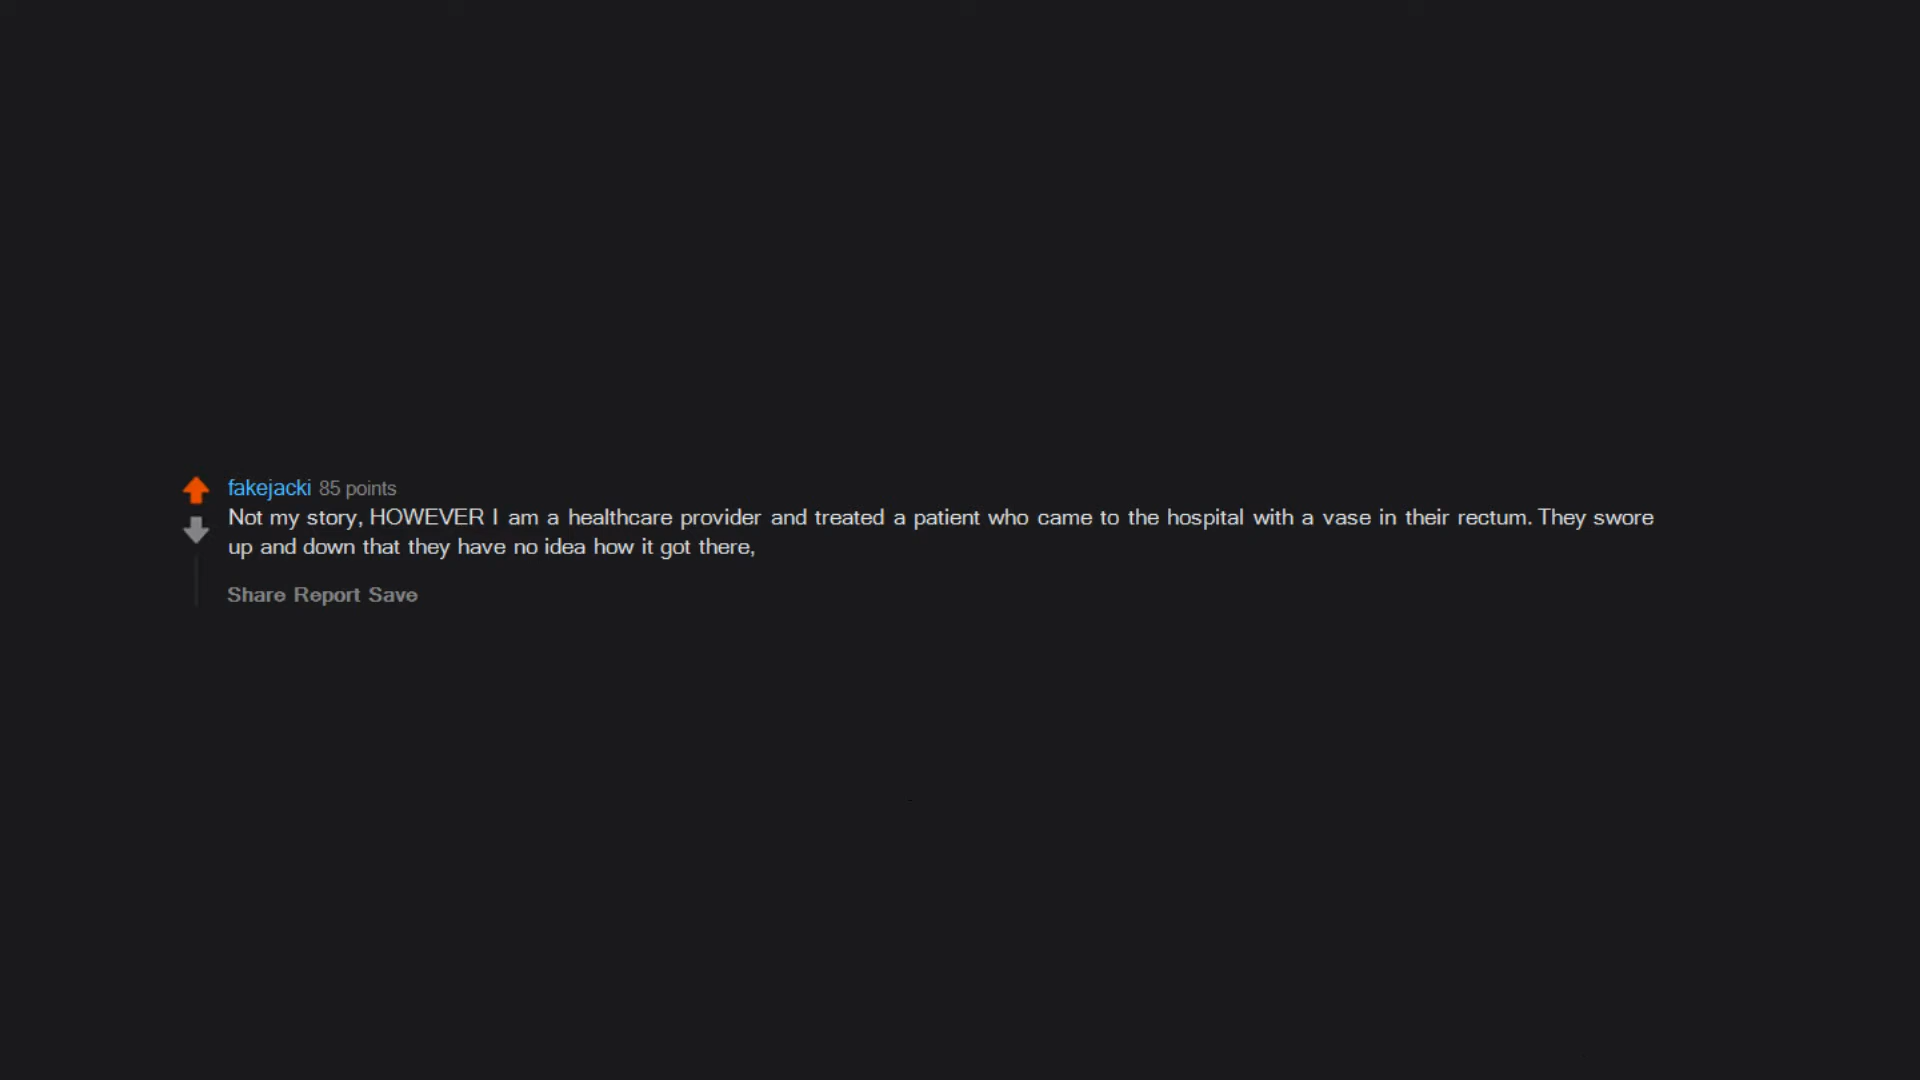 fakejacki 85 points
Not my story, HOWEVER I am a healthcare provider and treated a patient who came to the hospital with a vase in their rectum. They swore
up and down that they have no idea how it got there,
Share Report Save